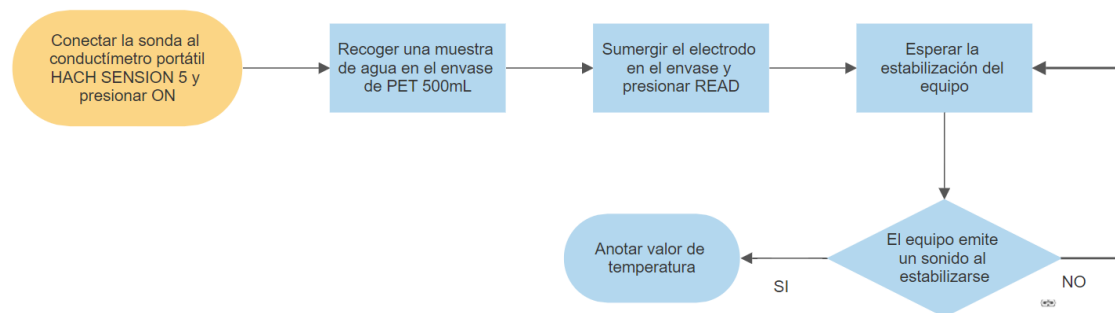 Conectar la sonda al
conductímetro portátil
HACH SENSION 5 y
presionar ON
Recoger una muestra
de agua en el envase
de PET 500mL
Sumergir el electrodo
en el envase y
presionar READ
Esperar la
estabilización del
equipo
El equipo emite
un sonido al
estabilizarse
Anotar valor de
temperatura
SI
NO